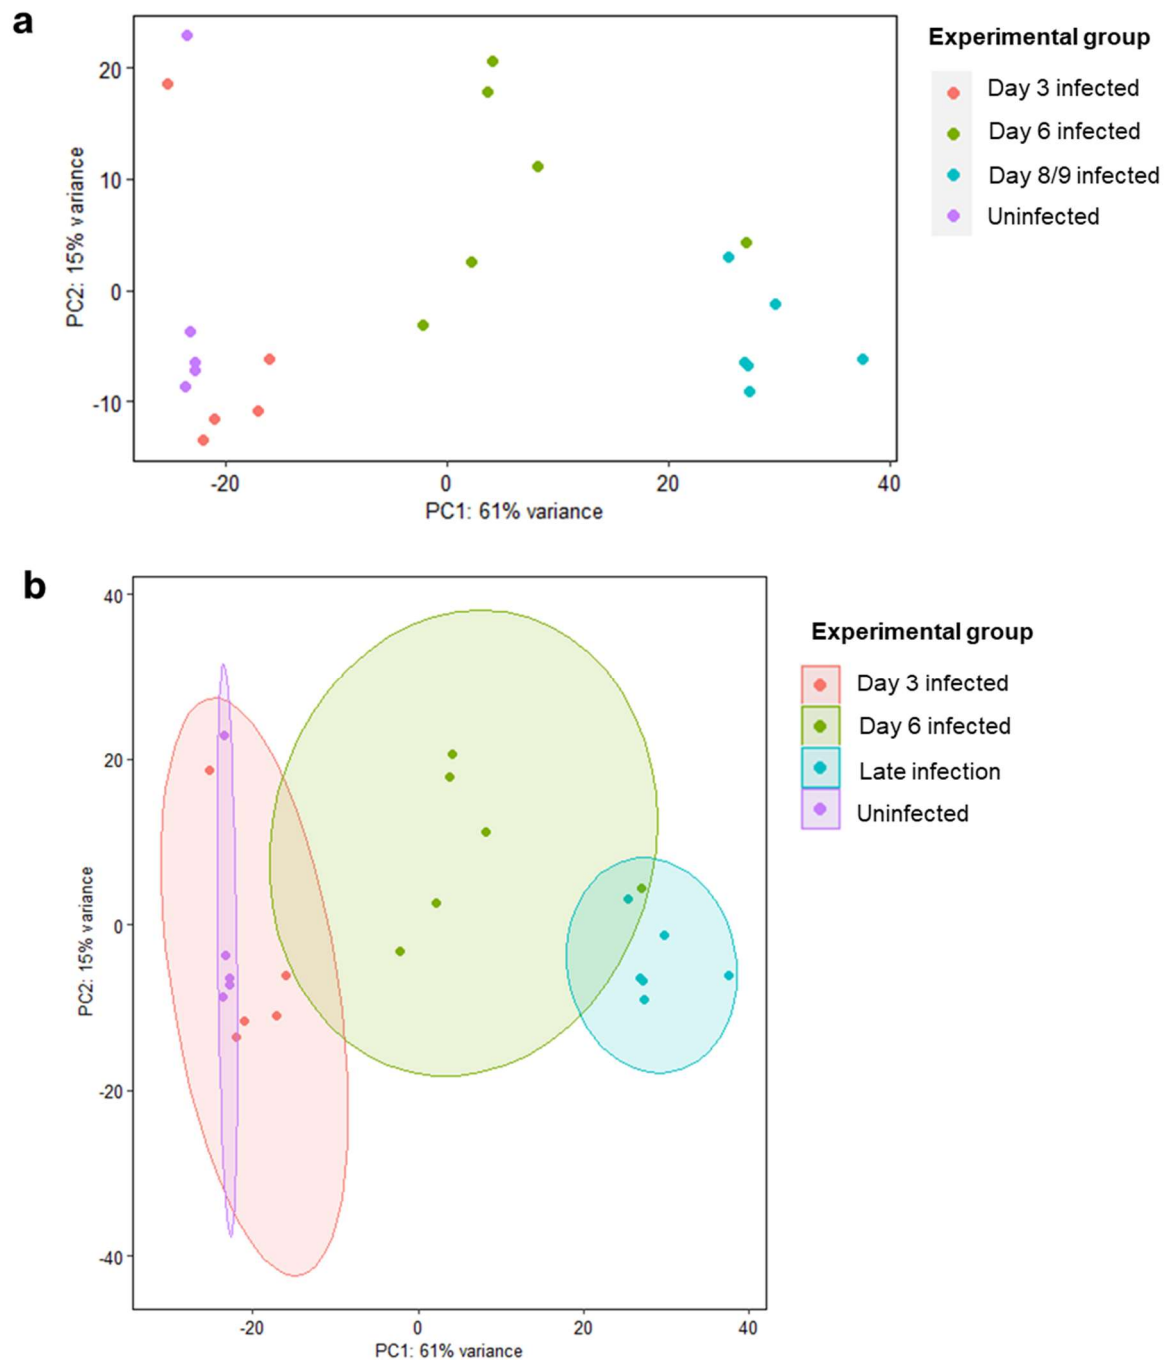 a
20
10
0
-10
PC2: 15% variance
-20
0
20
40
PC1: 61% variance
Experimental group
Day 3 infected
Day 6 infected
Day 8/9 infected
Uninfected
b
40
20
0
-20
-40
PC2: 15% variance
-20
0
20
40
PC1: 61% variance
Experimental group
Day 3 infected
Day 6 infected
Late infection
Uninfected